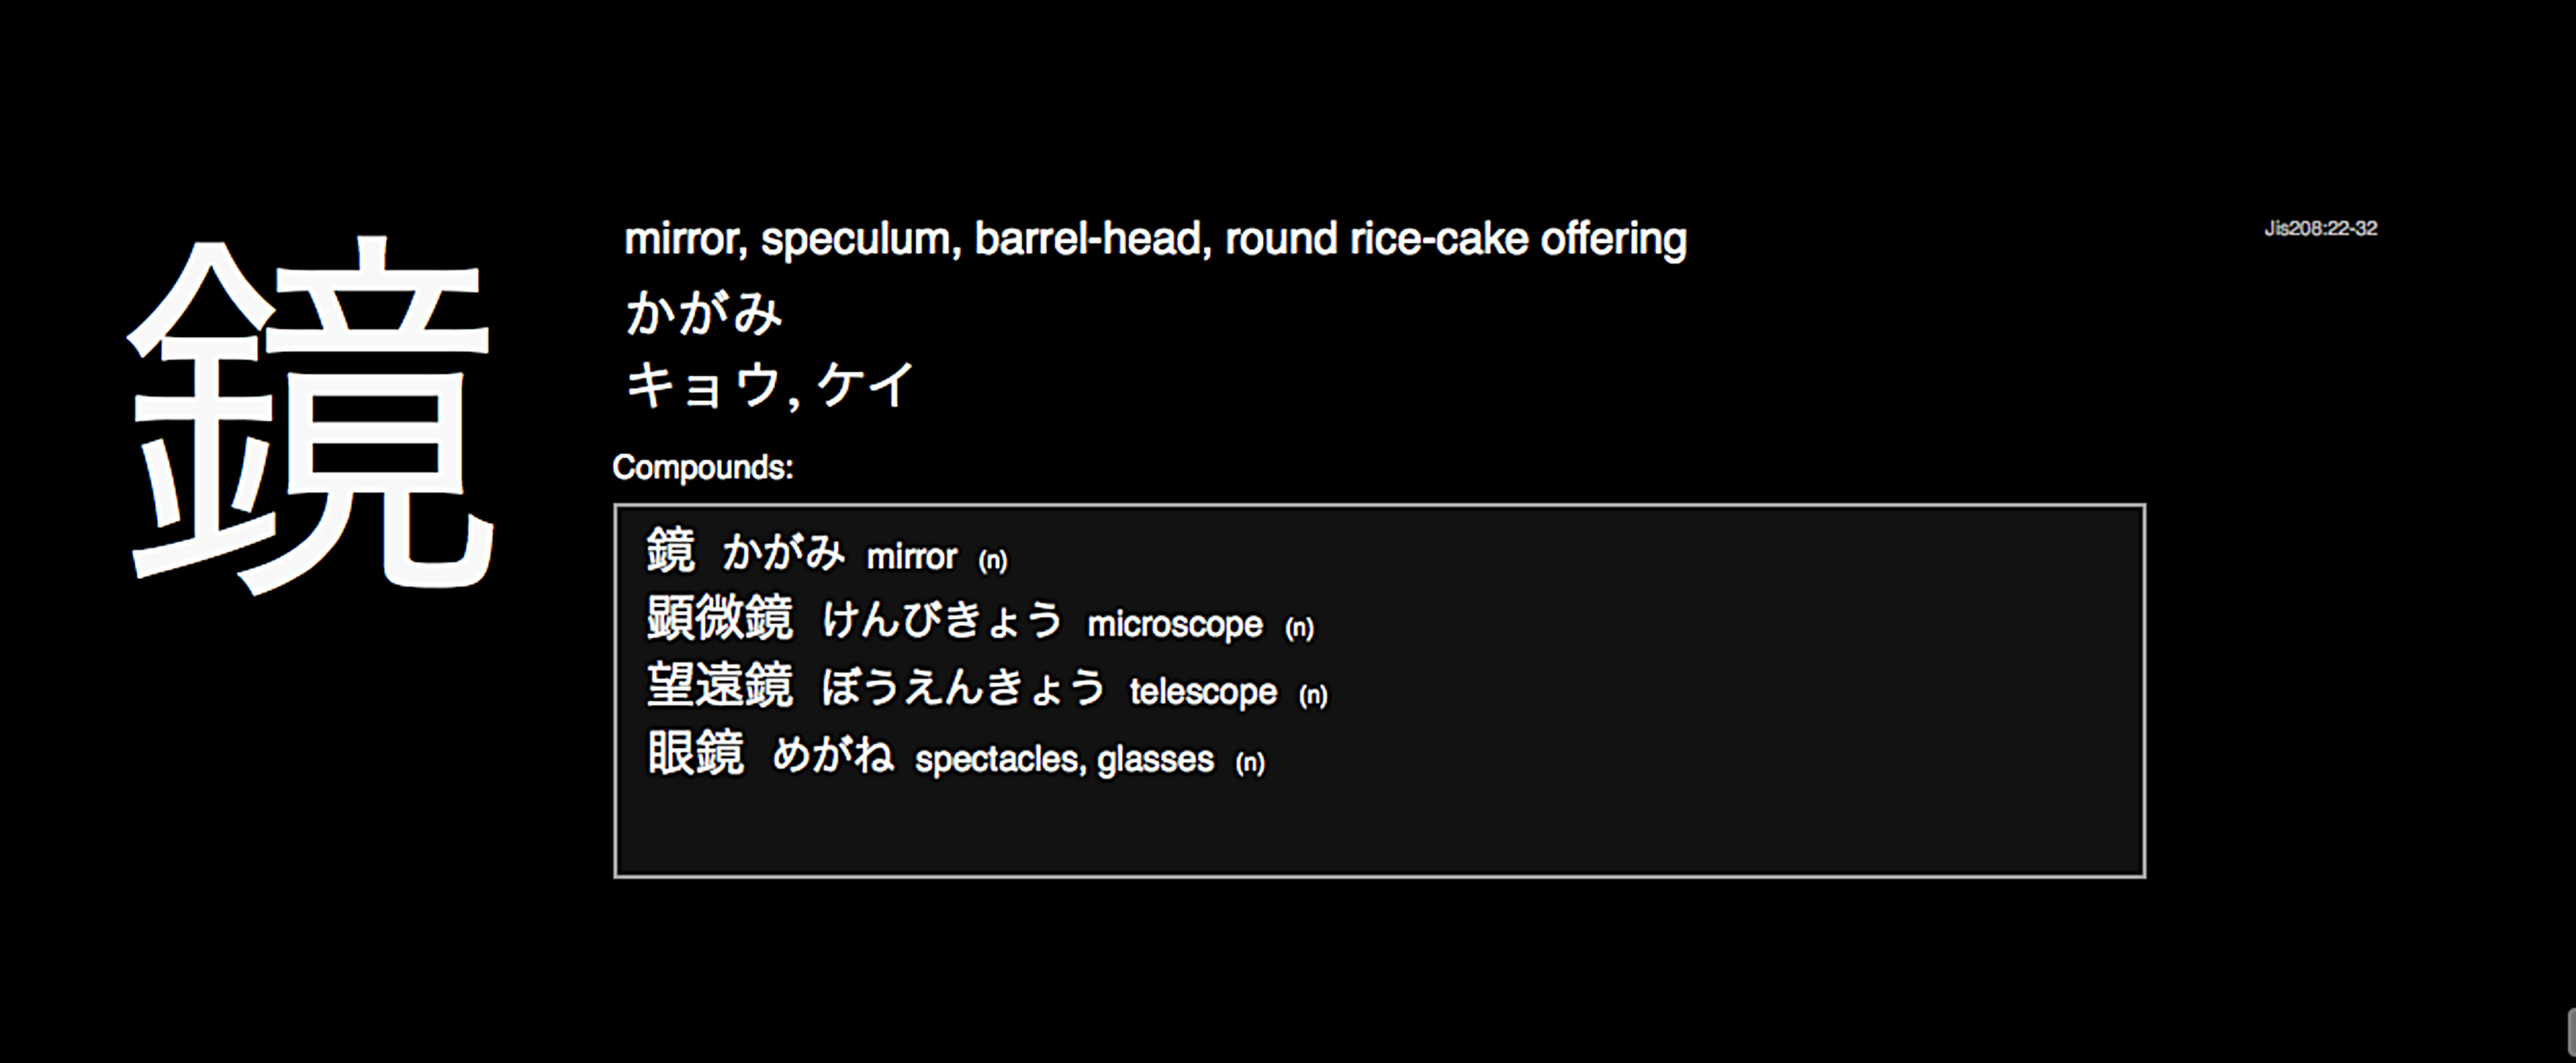 鏡
mirror, speculum, barrel-head, round rice-cake offering
Jis208:22-32
かがみ
キョウ, ケイ
Compounds:
鏡 かがみ mirror (n)
顕微鏡 けんびきょう microscope (n)
望遠鏡 ぼうえんきょう telescope (n)
眼鏡 めがね spectacles, glasses (n)